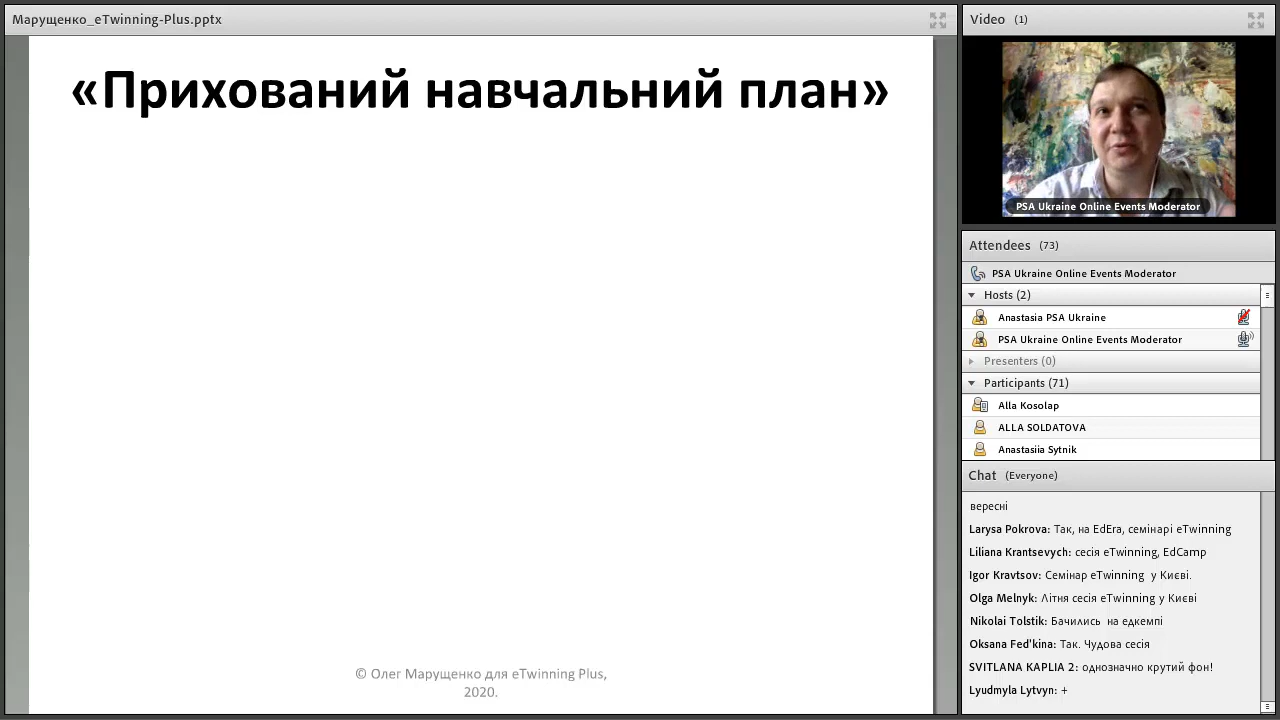 Марущенко_eTwinning-Plus.pptx
«Прихований навчальний план»
© Олег Марущенко для eTwinning Plus,
2020.
Video (1)
PSA Ukraine Online Events Moderator
Attendees (73)
PSA Ukraine Online Events Moderator
Hosts (2)
Anastasia PSA Ukraine
PSA Ukraine Online Events Moderator
Presenters (0)
Participants (71)
Alla Kosolap
ALLA SOLDATOVA
Anastasiia Sytnik
Chat (Everyone)
вересні
Larysa Pokrova: Так, на EdEra, семінарі eTwinning
Liliana Krantsevych: сесія eTwinning, EdCamp
Igor Kravtsov: Семінар eTwinning у Києві.
Olga Melnyk: Літня сесія eTwinning у Києві
Nikolai Tolstik: Бачились на едкемпі
Oksana Fed'kina: Так. Чудова сесія
SVITLANA KAPLIA 2: однозначно крутий фон!
Lyudmyla Lytvyn: +